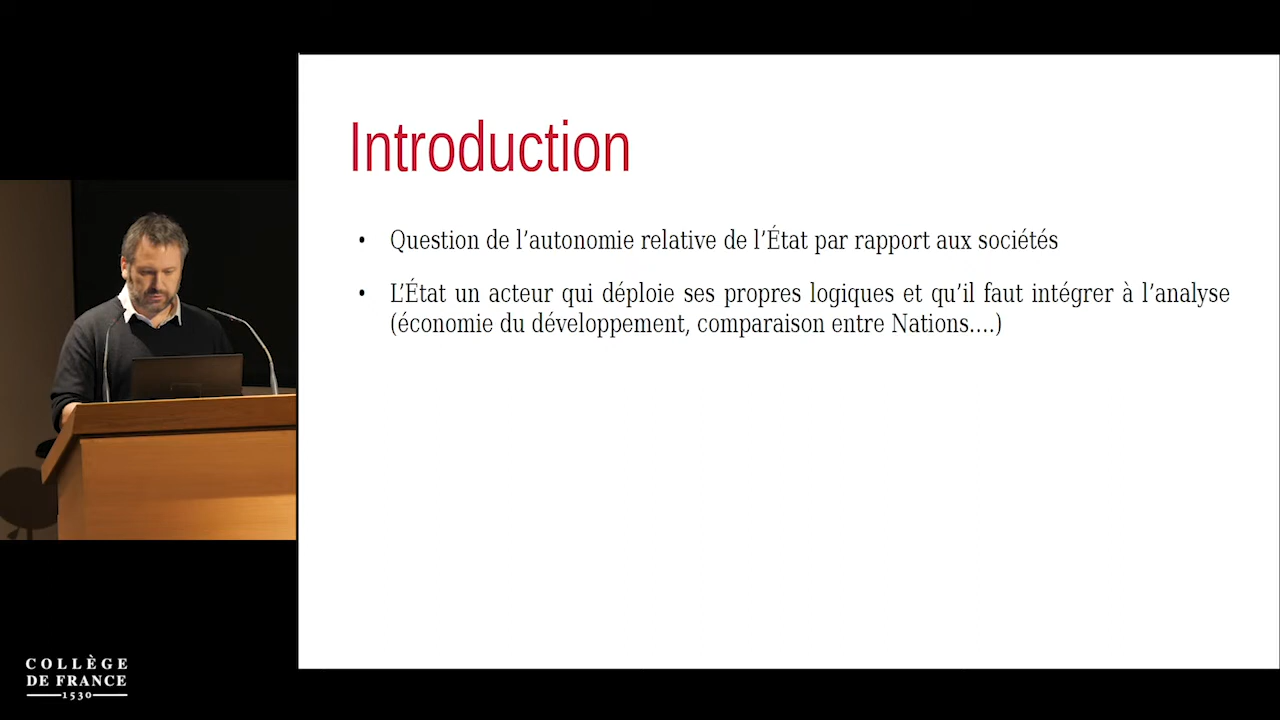 Introduction
• Question de l’autonomie relative de l’État par rapport aux sociétés
• L’État un acteur qui déploie ses propres logiques et qu’il faut intégrer à l’analyse
(économie du développement, comparaison entre Nations….)
COLLÈGE
DE FRANCE
1530